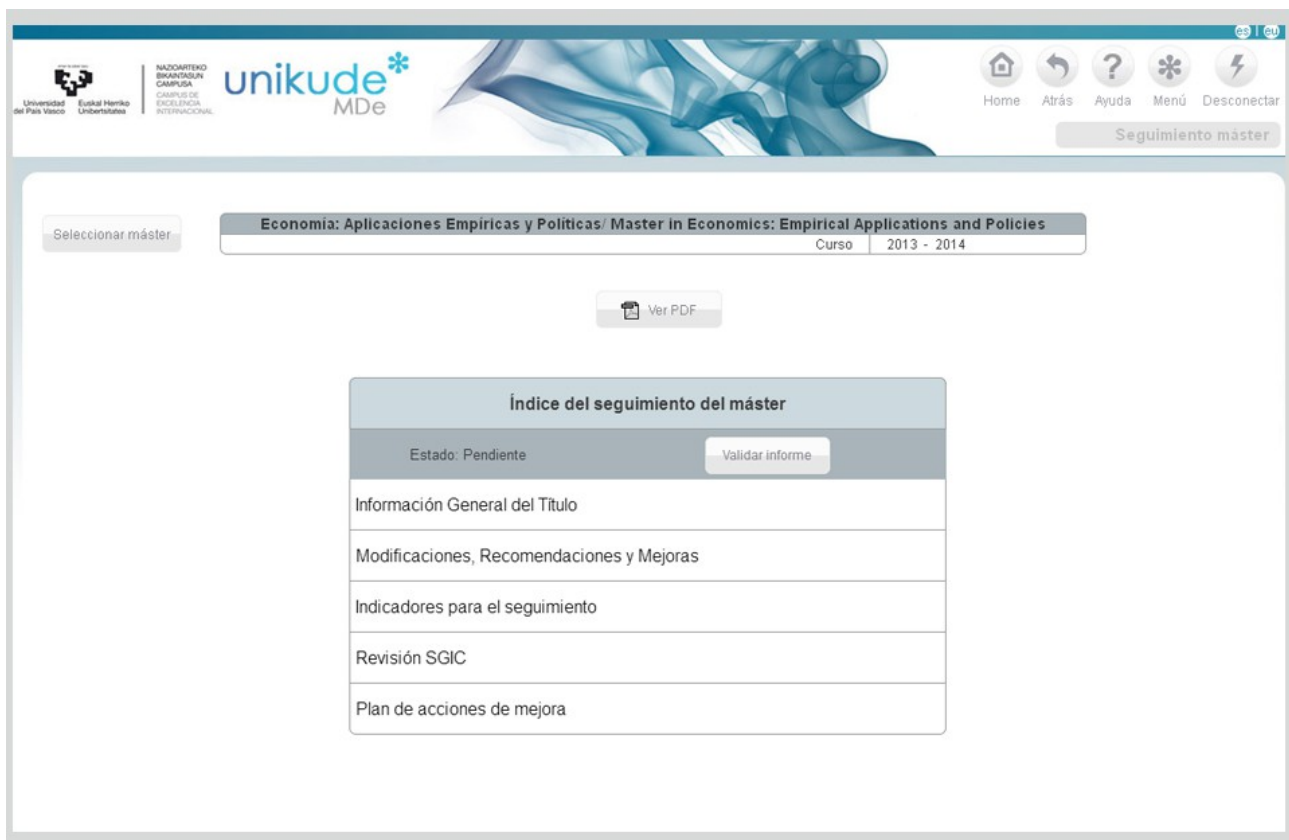 es | eu
Universidad del País Vasco
Euskal Herriko Unibertsitatea
NAZIOARTEKO
BIKAINTASUN
CAMPUSA
CAMPUS DE
EXCELENCIA
INTERNACIONAL
unikude*
MDe
Home Atrás Ayuda Menú Desconectar
Seguimiento máster
Seleccionar máster
Economía: Aplicaciones Empíricas y Políticas/ Master in Economics: Empirical Applications and Policies
Curso 2013 - 2014
Ver PDF
Índice del seguimiento del máster
Estado: Pendiente Validar informe
Información General del Título
Modificaciones, Recomendaciones y Mejoras
Indicadores para el seguimiento
Revisión SGIC
Plan de acciones de mejora